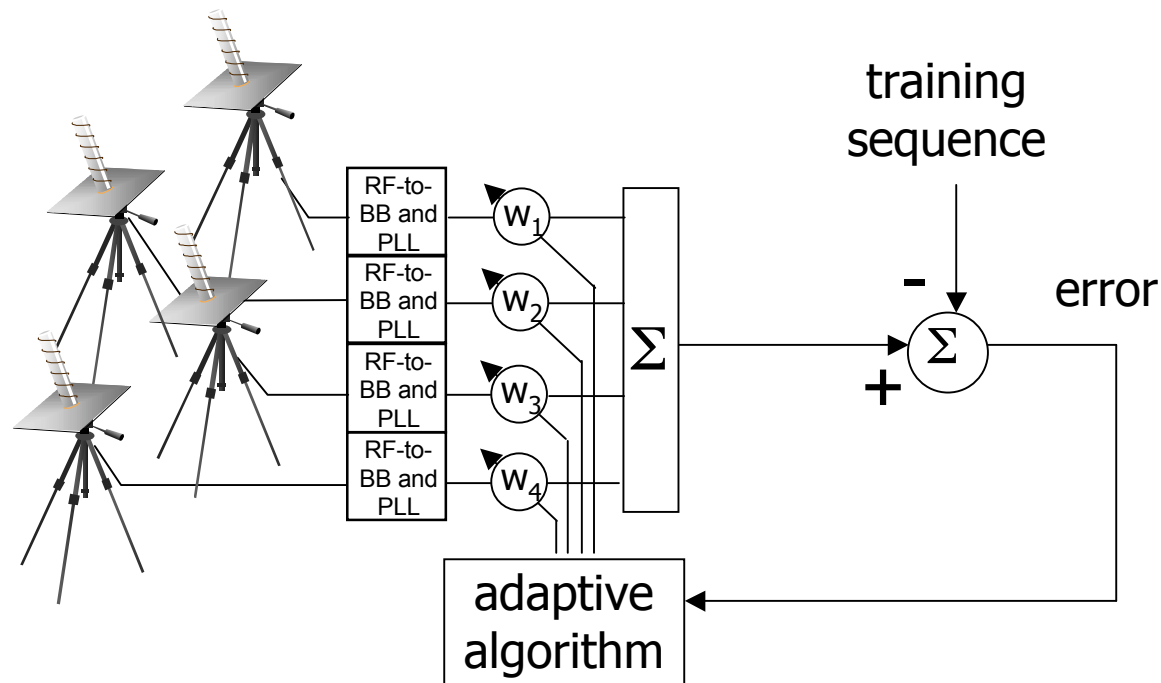 training
sequence
RF-to-
BB and
PLL
w₁
RF-to-
BB and
PLL
w₂
RF-to-
BB and
PLL
w₃
RF-to-
BB and
PLL
w₄
Σ
-
+
Σ
error
adaptive
algorithm